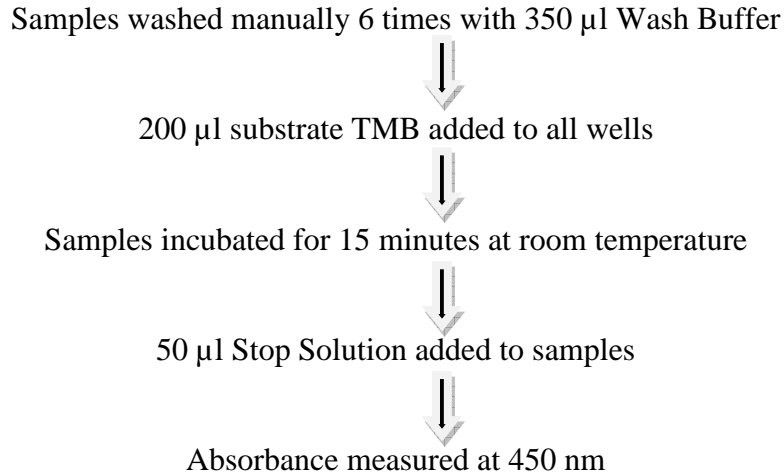 Samples washed manually 6 times with 350 µl Wash Buffer
200 µl substrate TMB added to all wells
Samples incubated for 15 minutes at room temperature
50 µl Stop Solution added to samples
Absorbance measured at 450 nm